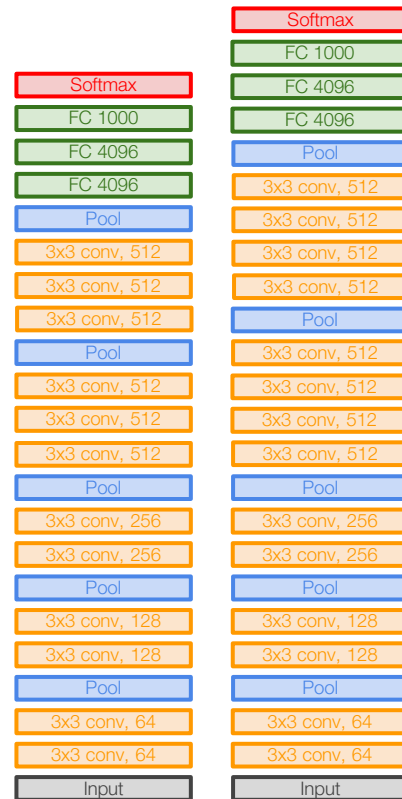 Softmax
FC 1000
FC 4096
FC 4096
Pool
3x3 conv, 512
3x3 conv, 512
3x3 conv, 512
Pool
3x3 conv, 512
3x3 conv, 512
3x3 conv, 512
Pool
3x3 conv, 256
3x3 conv, 256
Pool
3x3 conv, 128
3x3 conv, 128
Pool
3x3 conv, 64
3x3 conv, 64
Input
Softmax
FC 1000
FC 4096
FC 4096
Pool
3x3 conv, 512
3x3 conv, 512
3x3 conv, 512
3x3 conv, 512
Pool
3x3 conv, 512
3x3 conv, 512
3x3 conv, 512
3x3 conv, 512
Pool
3x3 conv, 256
3x3 conv, 256
Pool
3x3 conv, 128
3x3 conv, 128
Pool
3x3 conv, 64
3x3 conv, 64
Input